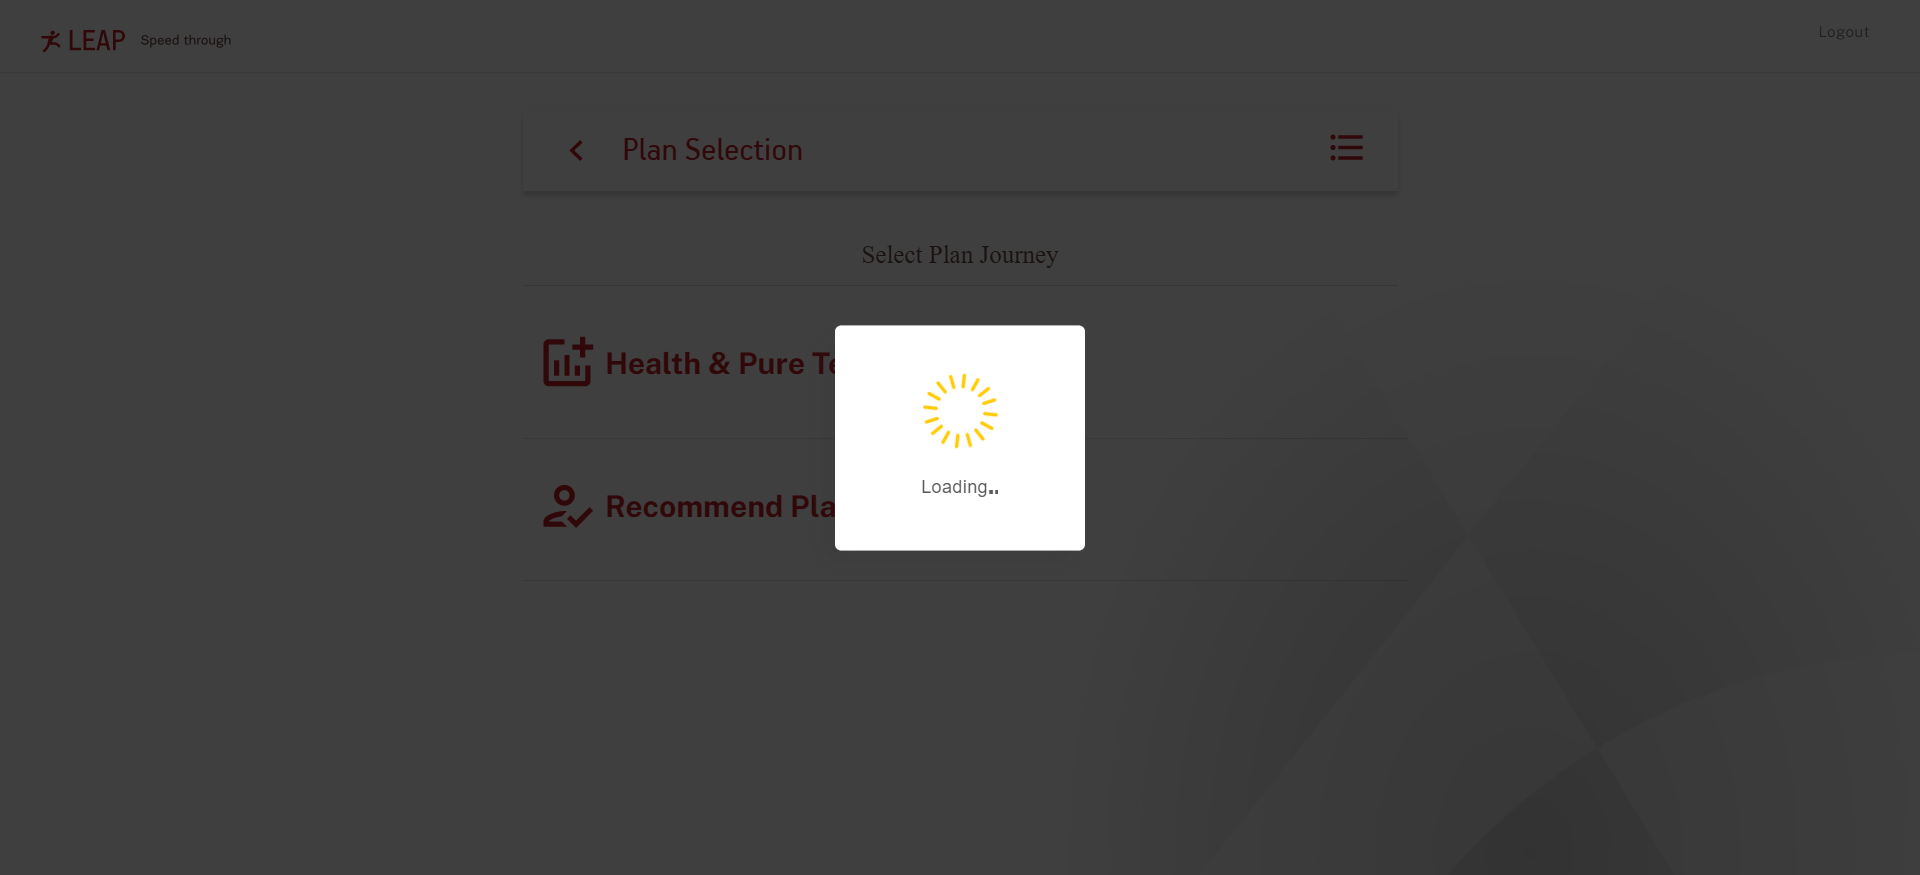 LEAP Speed through
Logout
Plan Selection
Select Plan Journey
Health & Pure Te
Loading..
Recommend Pla